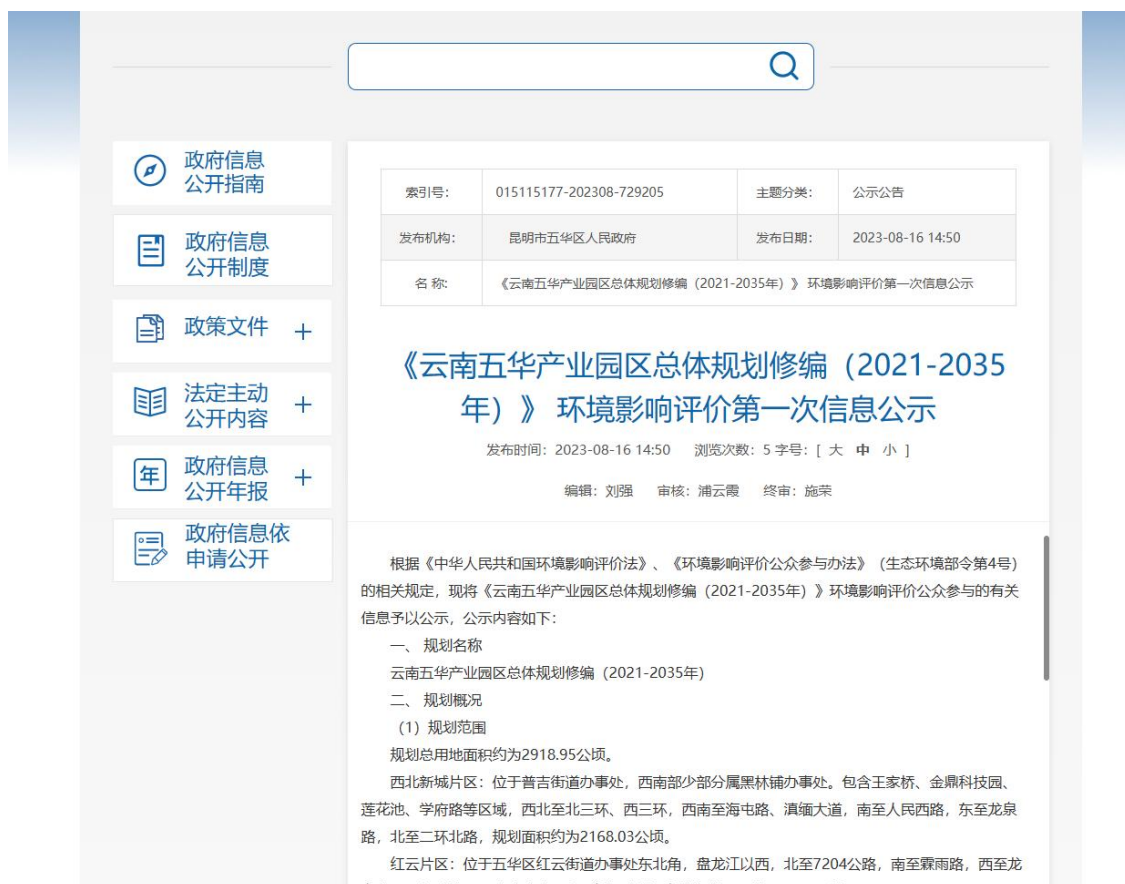 政府信息
公开指南
政府信息
公开制度
政策文件 +
法定主动
公开内容 +
政府信息
公开年报 +
年
政府信息依
申请公开
索引号： 015115177-202308-729205 主题分类： 公示公告
发布机构： 昆明市五华区人民政府 发布日期： 2023-08-16 14:50
名 称: 《云南五华产业园区总体规划修编（2021-2035年）》 环境影响评价第一次信息公示
《云南五华产业园区总体规划修编（2021-2035
年）》 环境影响评价第一次信息公示
发布时间：2023-08-16 14:50 浏览次数：5 字号：[ 大 中 小 ]
编辑：刘强 审核：浦云霞 终审：施荣
根据《中华人民共和国环境影响评价法》、《环境影响评价公众参与办法》（生态环境部令第4号）
的相关规定，现将《云南五华产业园区总体规划修编（2021-2035年）》环境影响评价公众参与的有关
信息予以公示，公示内容如下：
一、 规划名称
云南五华产业园区总体规划修编（2021-2035年）
二、 规划概况
（1）规划范围
规划总用地面积约为2918.95公顷。
西北新城片区：位于普吉街道办事处，西南部少部分属黑林铺办事处。包含王家桥、金鼎科技园、
莲花池、学府路等区域，西北至北三环、西三环，西南至海屯路、滇缅大道，南至人民西路，东至龙泉
路，北至二环北路，规划面积约为2168.03公顷。
红云片区：位于五华区红云街道办事处东北角，盘龙江以西，北至7204公路，南至霖雨路，西至龙